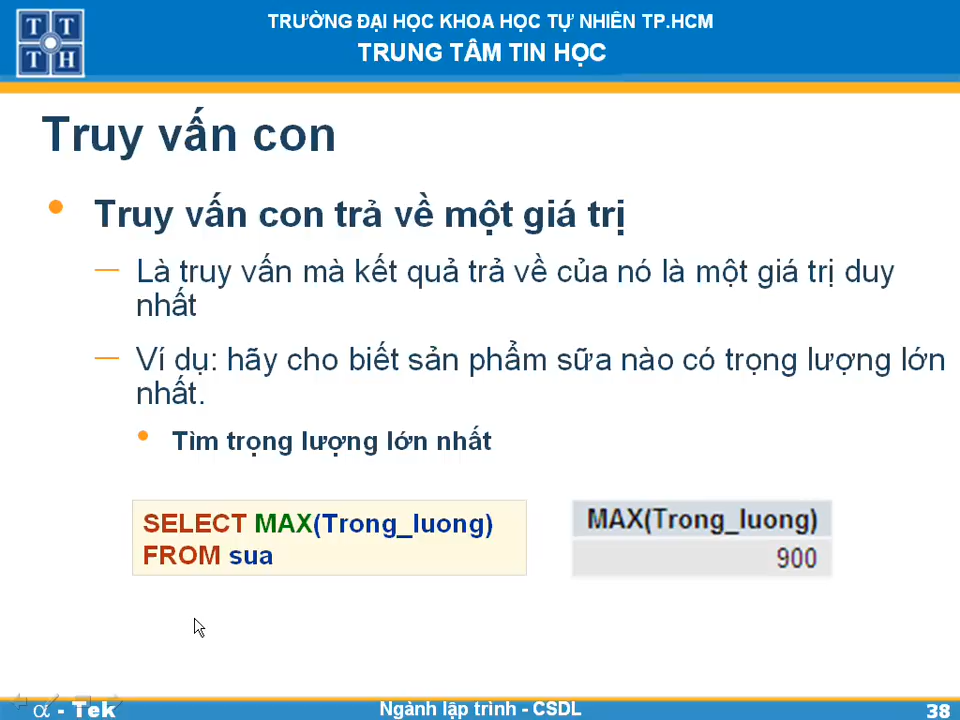 T T
T H
TRƯỜNG ĐẠI HỌC KHOA HỌC TỰ NHIÊN TP.HCM
TRUNG TÂM TIN HỌC
Truy vấn con
Truy vấn con trả về một giá trị
Là truy vấn mà kết quả trả về của nó là một giá trị duy
nhất
Ví dụ: hãy cho biết sản phẩm sữa nào có trọng lượng lớn
nhất.
Tìm trọng lượng lớn nhất
SELECT MAX(Trong_luong)
FROM sua
MAX(Trong_luong)
900
α - Tek
Ngành lập trình - CSDL
38